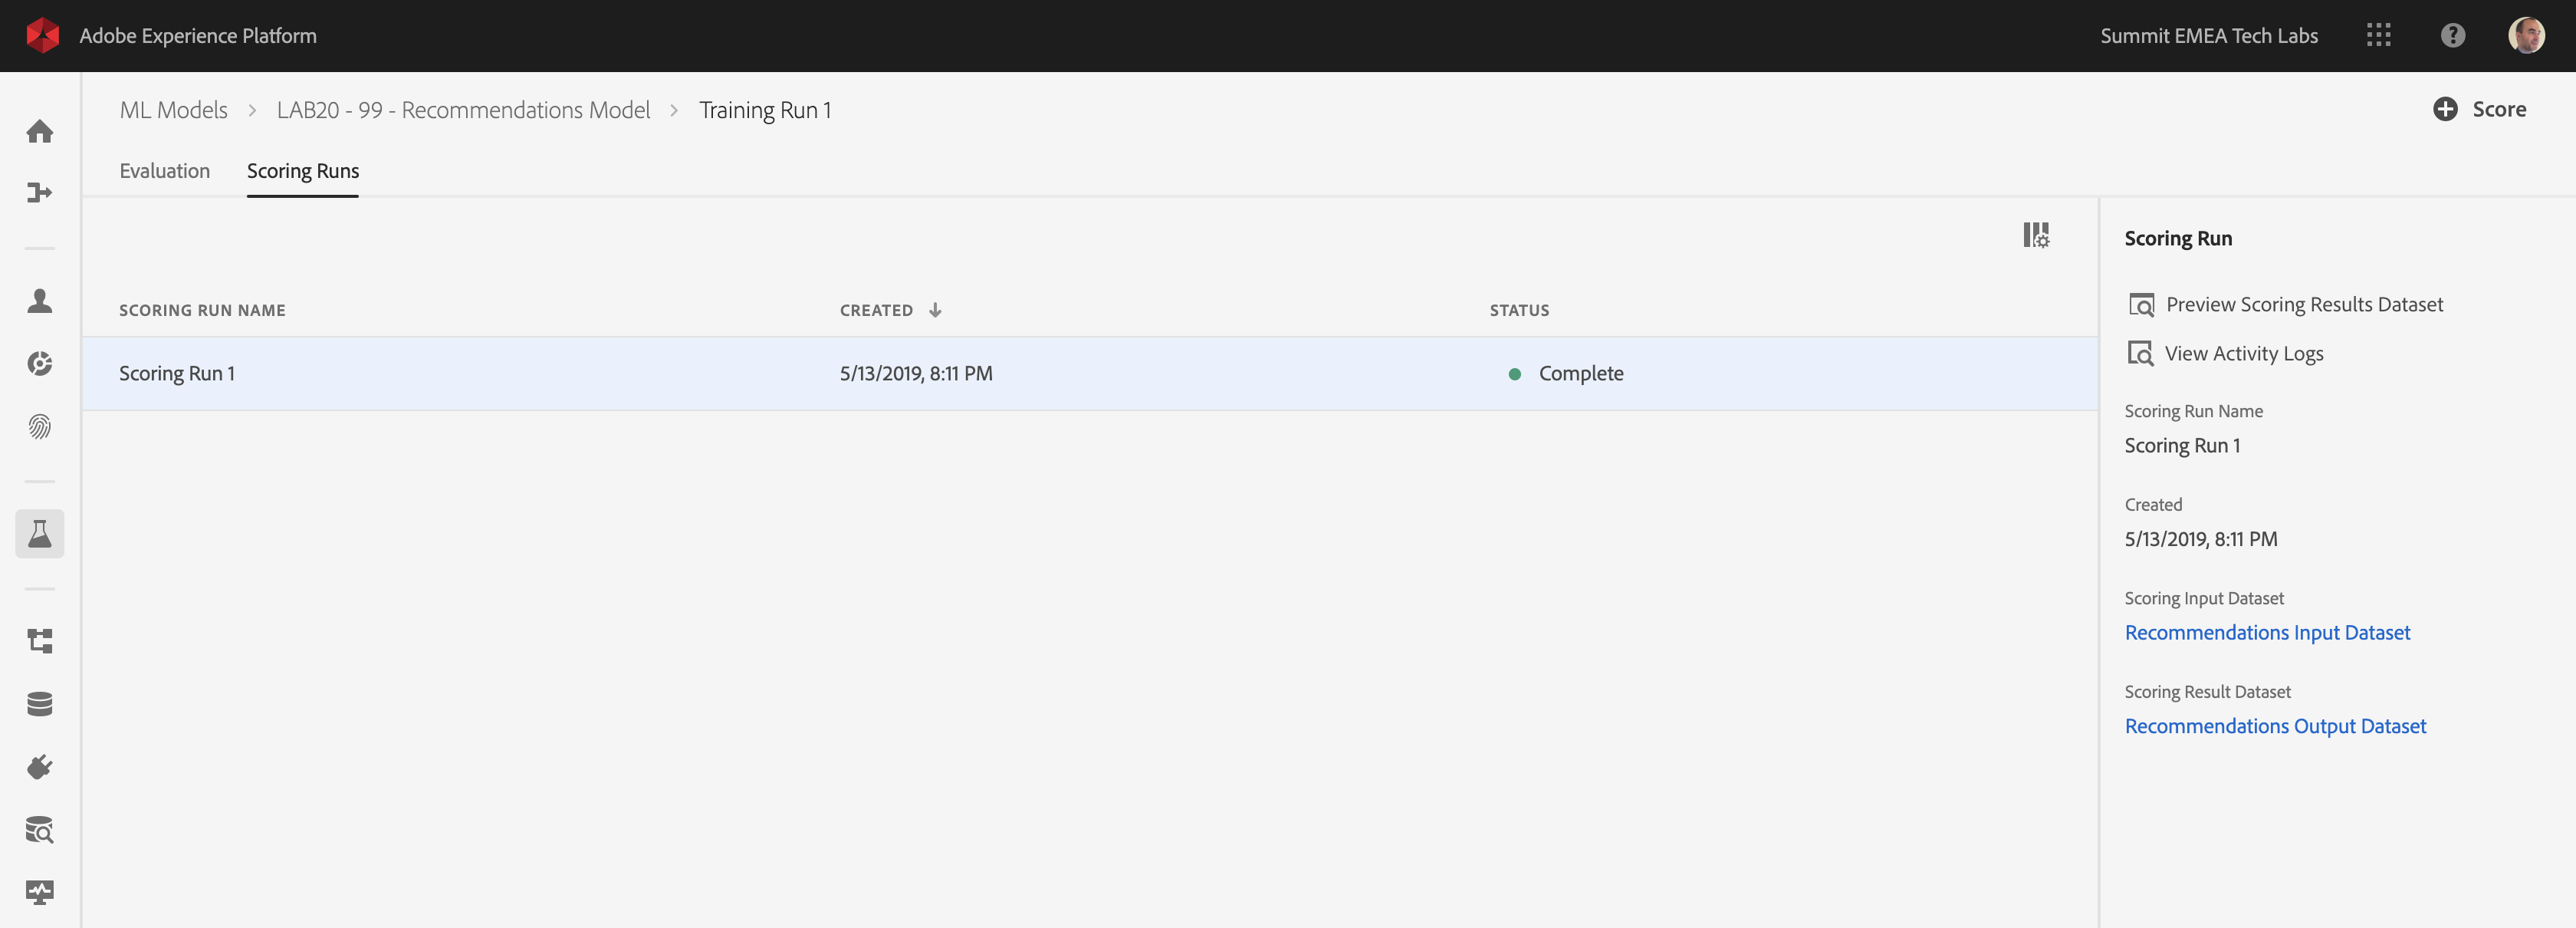 Adobe Experience Platform
Summit EMEA Tech Labs
ML Models > LAB20 - 99 - Recommendations Model > Training Run 1
Score
Evaluation
Scoring Runs
SCORING RUN NAME
CREATED
STATUS
Scoring Run 1
5/13/2019, 8:11 PM
Complete
Scoring Run
Preview Scoring Results Dataset
View Activity Logs
Scoring Run Name
Scoring Run 1
Created
5/13/2019, 8:11 PM
Scoring Input Dataset
Recommendations Input Dataset
Scoring Result Dataset
Recommendations Output Dataset